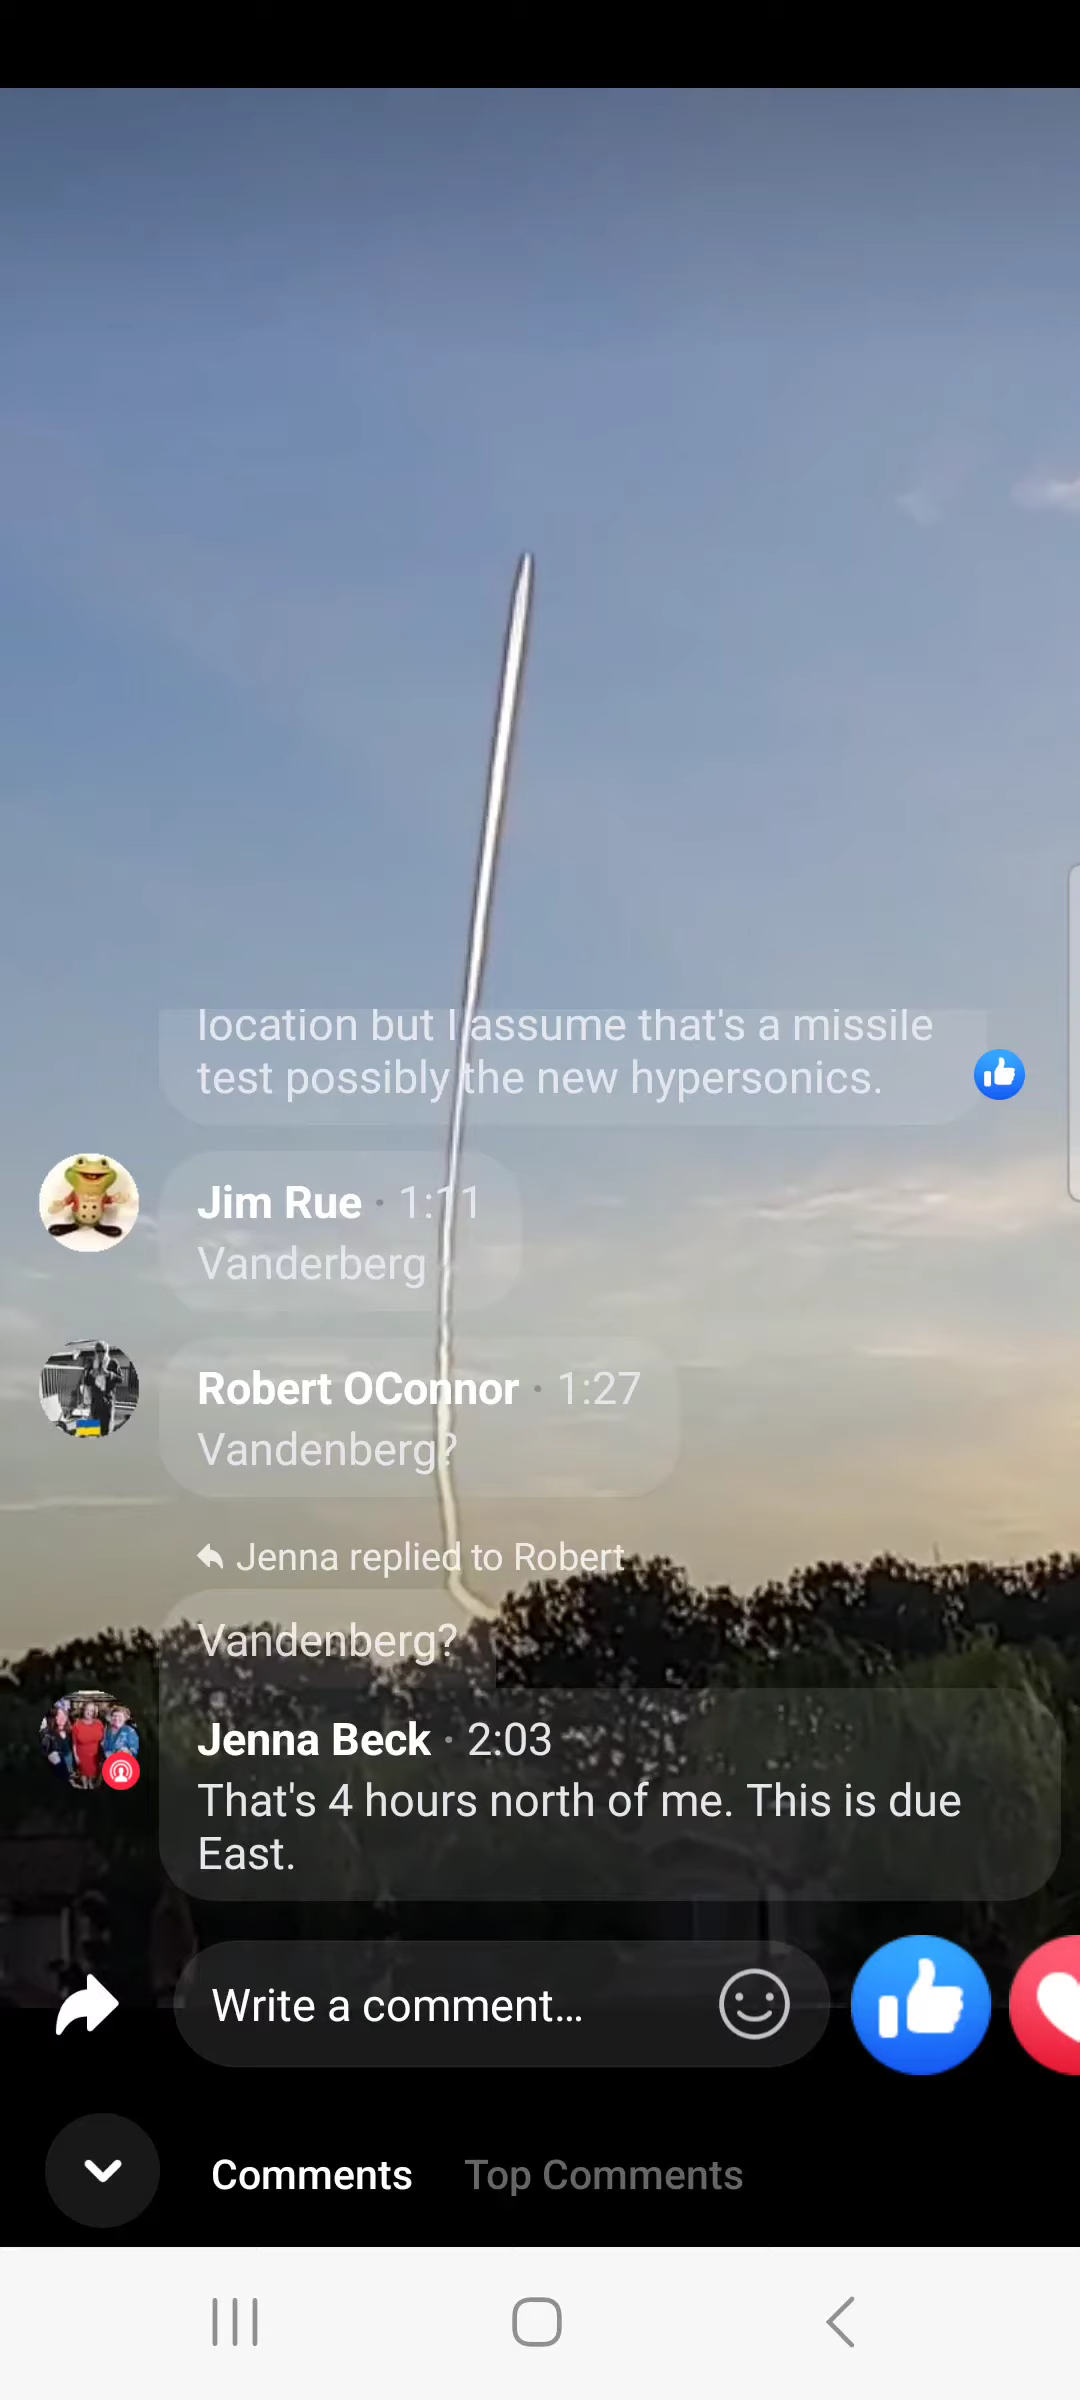 location but I assume that's a missile
test possibly the new hypersonics.
Jim Rue · 1:11
Vanderberg
Robert OConnor · 1:27
Vandenberg?
Jenna replied to Robert
Vandenberg?
Jenna Beck · 2:03
That's 4 hours north of me. This is due
East.
Write a comment...
Comments Top Comments